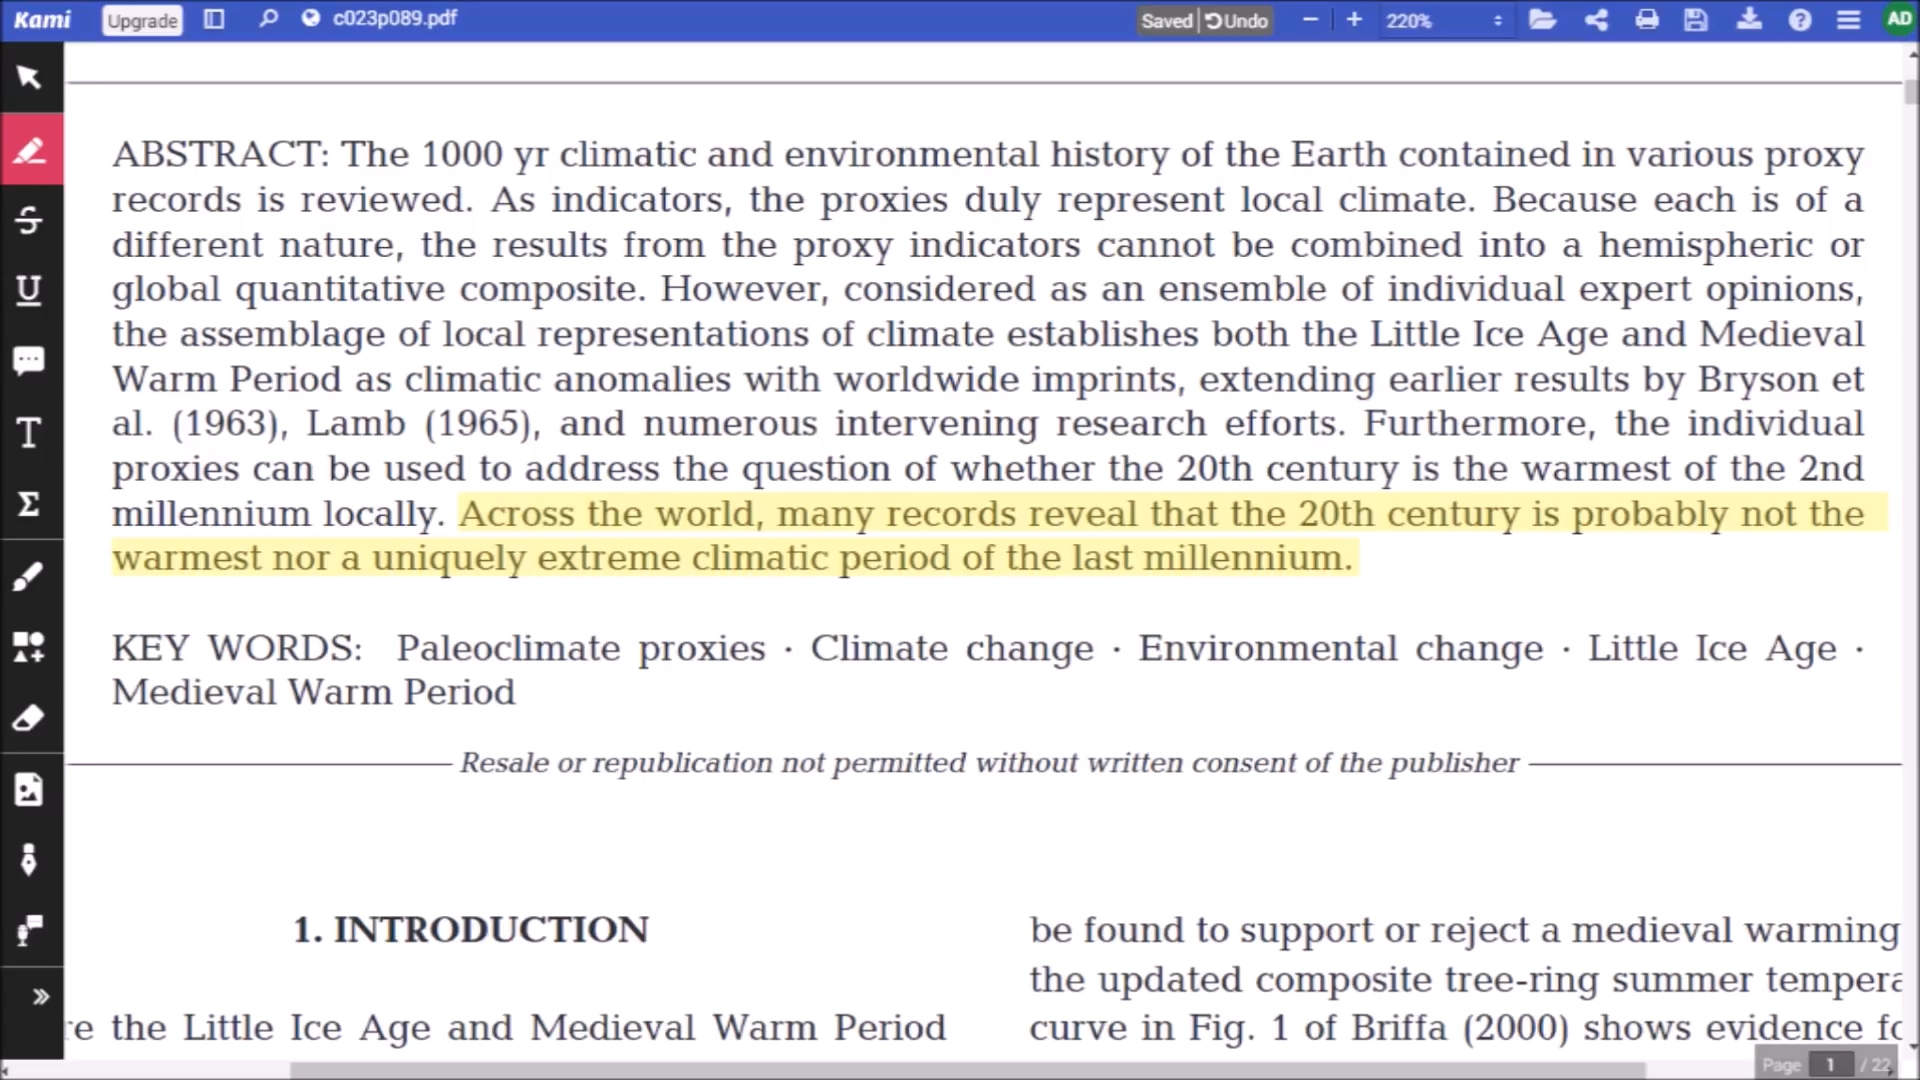 Kami Upgrade c023p089.pdf Saved Undo 220% AD
ABSTRACT: The 1000 yr climatic and environmental history of the Earth contained in various proxy
records is reviewed. As indicators, the proxies duly represent local climate. Because each is of a
different nature, the results from the proxy indicators cannot be combined into a hemispheric or
global quantitative composite. However, considered as an ensemble of individual expert opinions,
the assemblage of local representations of climate establishes both the Little Ice Age and Medieval
Warm Period as climatic anomalies with worldwide imprints, extending earlier results by Bryson et
al. (1963), Lamb (1965), and numerous intervening research efforts. Furthermore, the individual
proxies can be used to address the question of whether the 20th century is the warmest of the 2nd
millennium locally. Across the world, many records reveal that the 20th century is probably not the
warmest nor a uniquely extreme climatic period of the last millennium.
KEY WORDS: Paleoclimate proxies · Climate change · Environmental change · Little Ice Age ·
Medieval Warm Period
Resale or republication not permitted without written consent of the publisher
1. INTRODUCTION
re the Little Ice Age and Medieval Warm Period
be found to support or reject a medieval warming
the updated composite tree-ring summer tempera
curve in Fig. 1 of Briffa (2000) shows evidence fo
Page 1 / 22